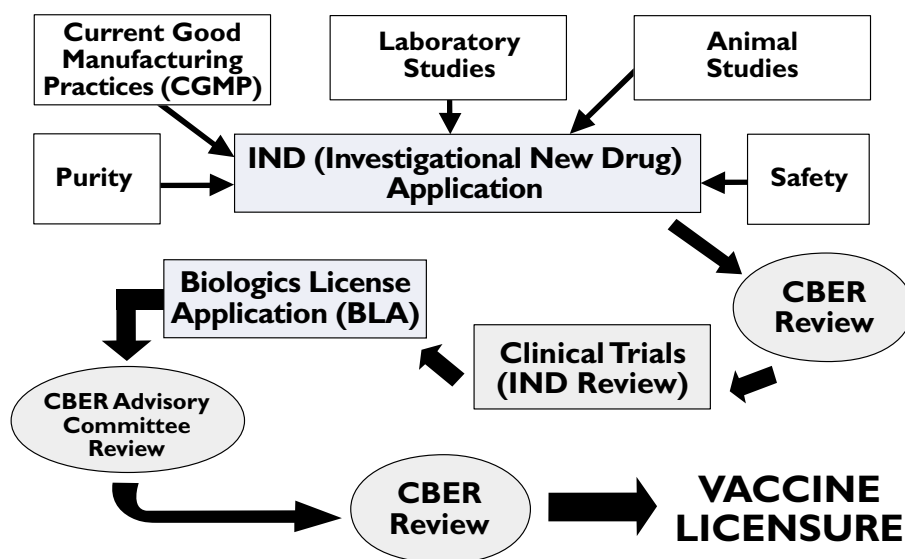 Current Good
Manufacturing
Practices (CGMP)
Laboratory
Studies
Animal
Studies
Purity
IND (Investigational New Drug)
Application
Safety
CBER
Review
Clinical Trials
(IND Review)
Biologics License
Application (BLA)
CBER Advisory
Committee
Review
CBER
Review
VACCINE
LICENSURE